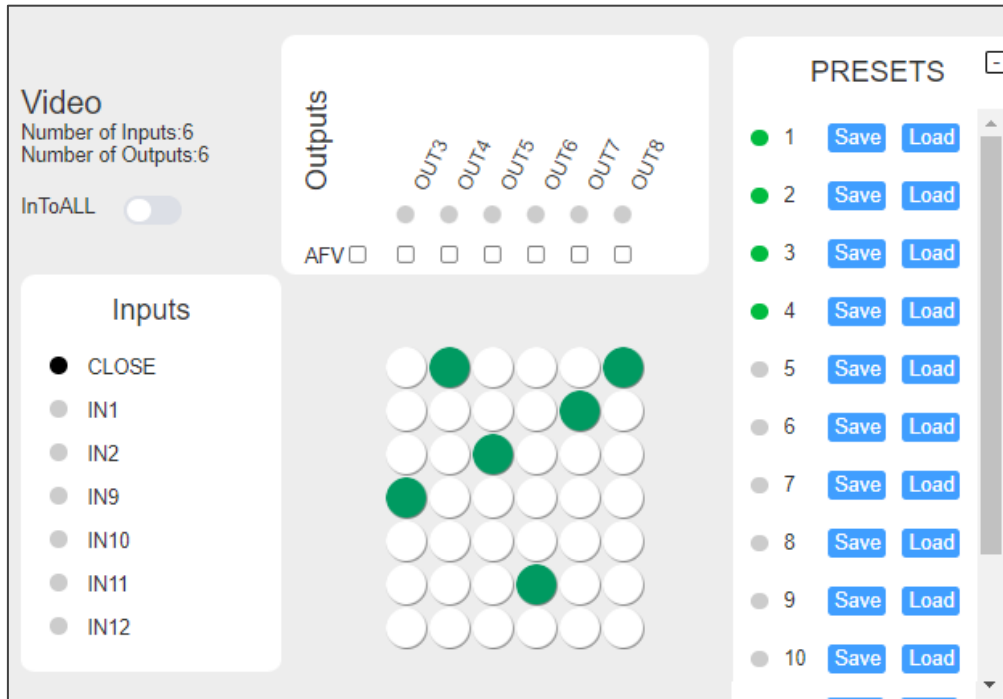 Video
Number of Inputs:6
Number of Outputs:6
InToALL
Outputs
OUT3 OUT4 OUT5 OUT6 OUT7 OUT8
AFV
Inputs
CLOSE
IN1
IN2
IN9
IN10
IN11
IN12
PRESETS
1 Save Load
2 Save Load
3 Save Load
4 Save Load
5 Save Load
6 Save Load
7 Save Load
8 Save Load
9 Save Load
10 Save Load